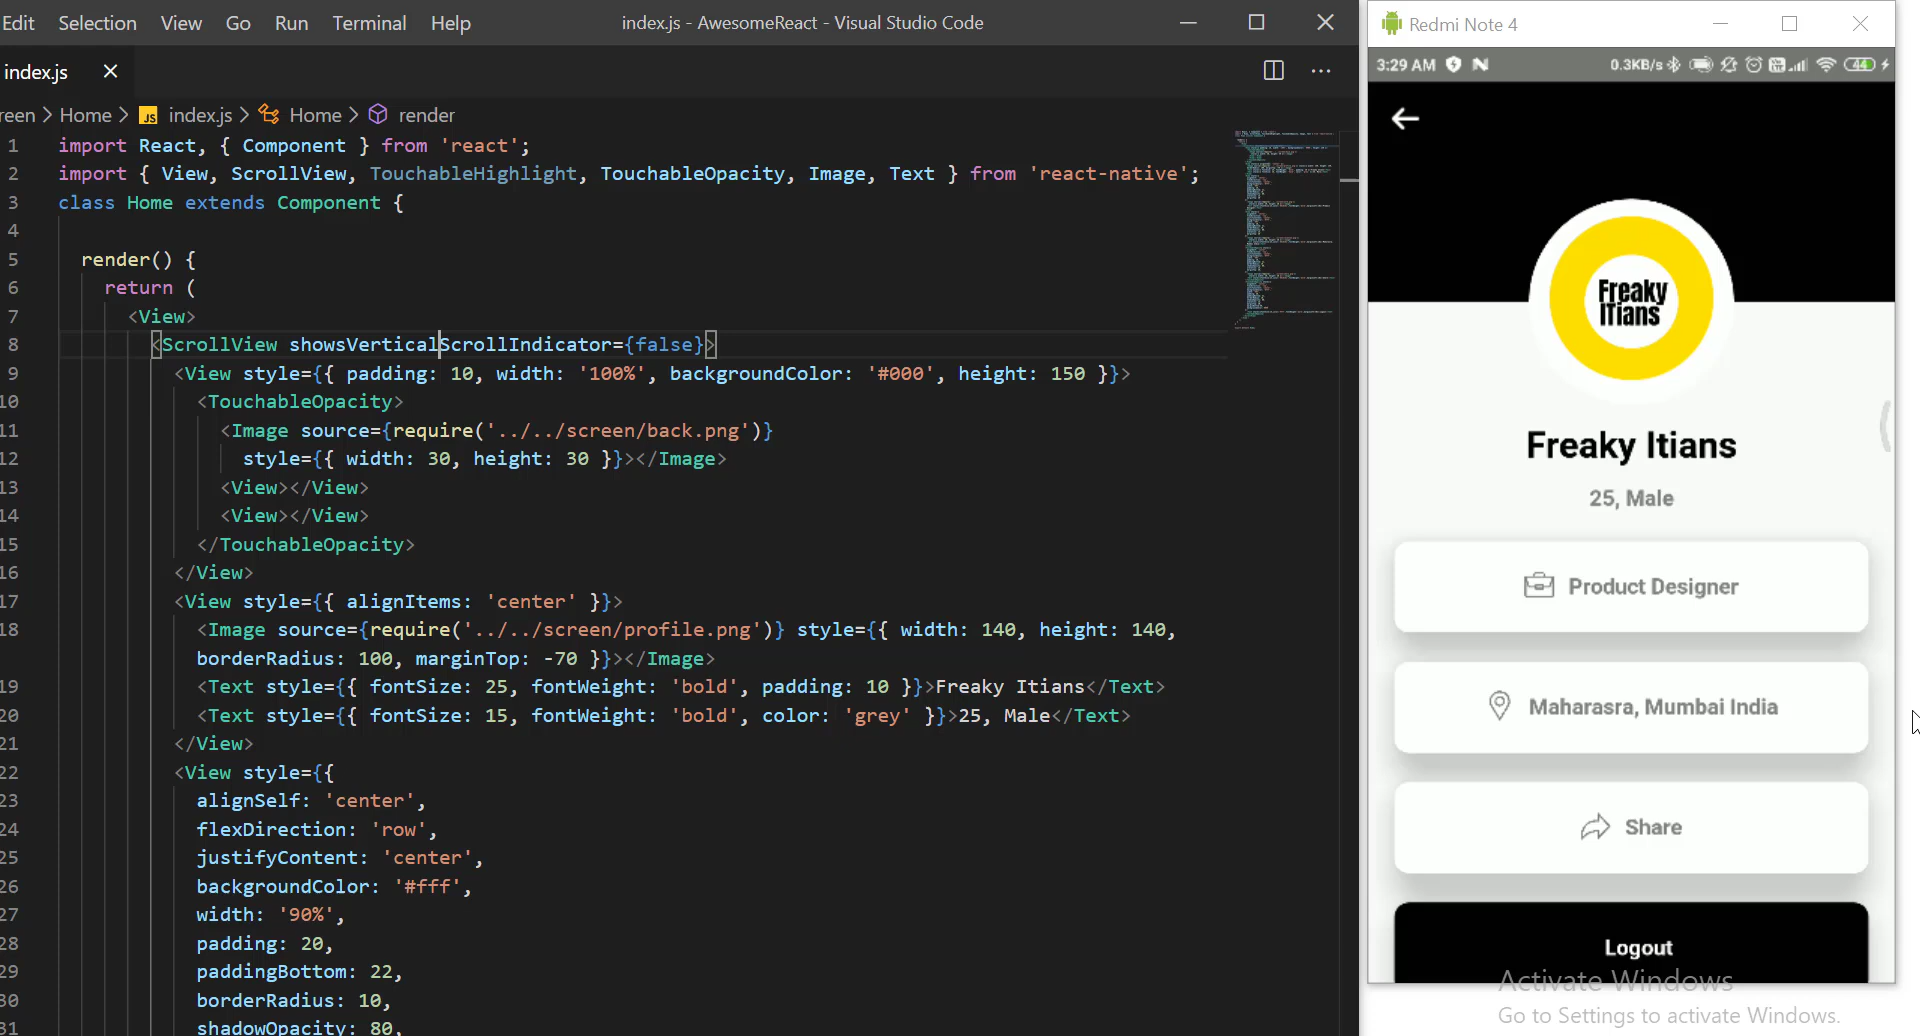 Edit Selection View Go Run Terminal Help index.js - AwesomeReact - Visual Studio Code
index.js
reen > Home > JS index.js > Home > render
1 import React, { Component } from 'react';
2 import { View, ScrollView, TouchableHighlight, TouchableOpacity, Image, Text } from 'react-native';
3 class Home extends Component {
4
5 render() {
6 return (
7 <View>
8 <ScrollView showsVerticalScrollIndicator={false}>
9 <View style={{ padding: 10, width: '100%', backgroundColor: '#000', height: 150 }}>
10 <TouchableOpacity>
11 <Image source={require('../../screen/back.png')}
12 style={{ width: 30, height: 30 }}></Image>
13 <View></View>
14 <View></View>
15 </TouchableOpacity>
16 </View>
17 <View style={{ alignItems: 'center' }}>
18 <Image source={require('../../screen/profile.png')} style={{ width: 140, height: 140,
borderRadius: 100, marginTop: -70 }}></Image>
19 <Text style={{ fontSize: 25, fontWeight: 'bold', padding: 10 }}>Freaky Itians</Text>
20 <Text style={{ fontSize: 15, fontWeight: 'bold', color: 'grey' }}>25, Male</Text>
21 </View>
22 <View style={{
23 alignSelf: 'center',
24 flexDirection: 'row',
25 justifyContent: 'center',
26 backgroundColor: '#fff',
27 width: '90%',
28 padding: 20,
29 paddingBottom: 22,
30 borderRadius: 10,
31 shadowOpacity: 80,
Redmi Note 4
3:29 AM 0.3KB/s 44
Freaky
ITians
Freaky Itians
25, Male
Product Designer
Maharasra, Mumbai India
Share
Logout
Activate Windows
Go to Settings to activate Windows.